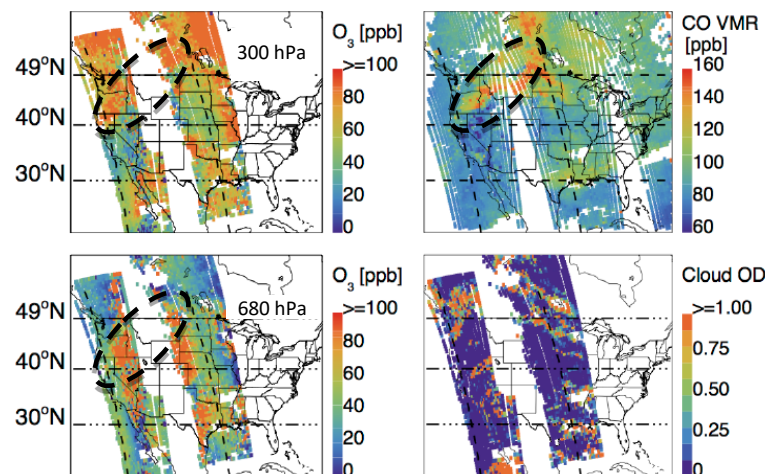 O3 [ppb]
300 hPa
>=100
80
60
40
20
0
49°N
40°N
30°N
CO VMR
[ppb]
160
140
120
100
80
60
O3 [ppb]
680 hPa
>=100
80
60
40
20
0
49°N
40°N
30°N
Cloud OD
>=1.00
0.75
0.50
0.25
0